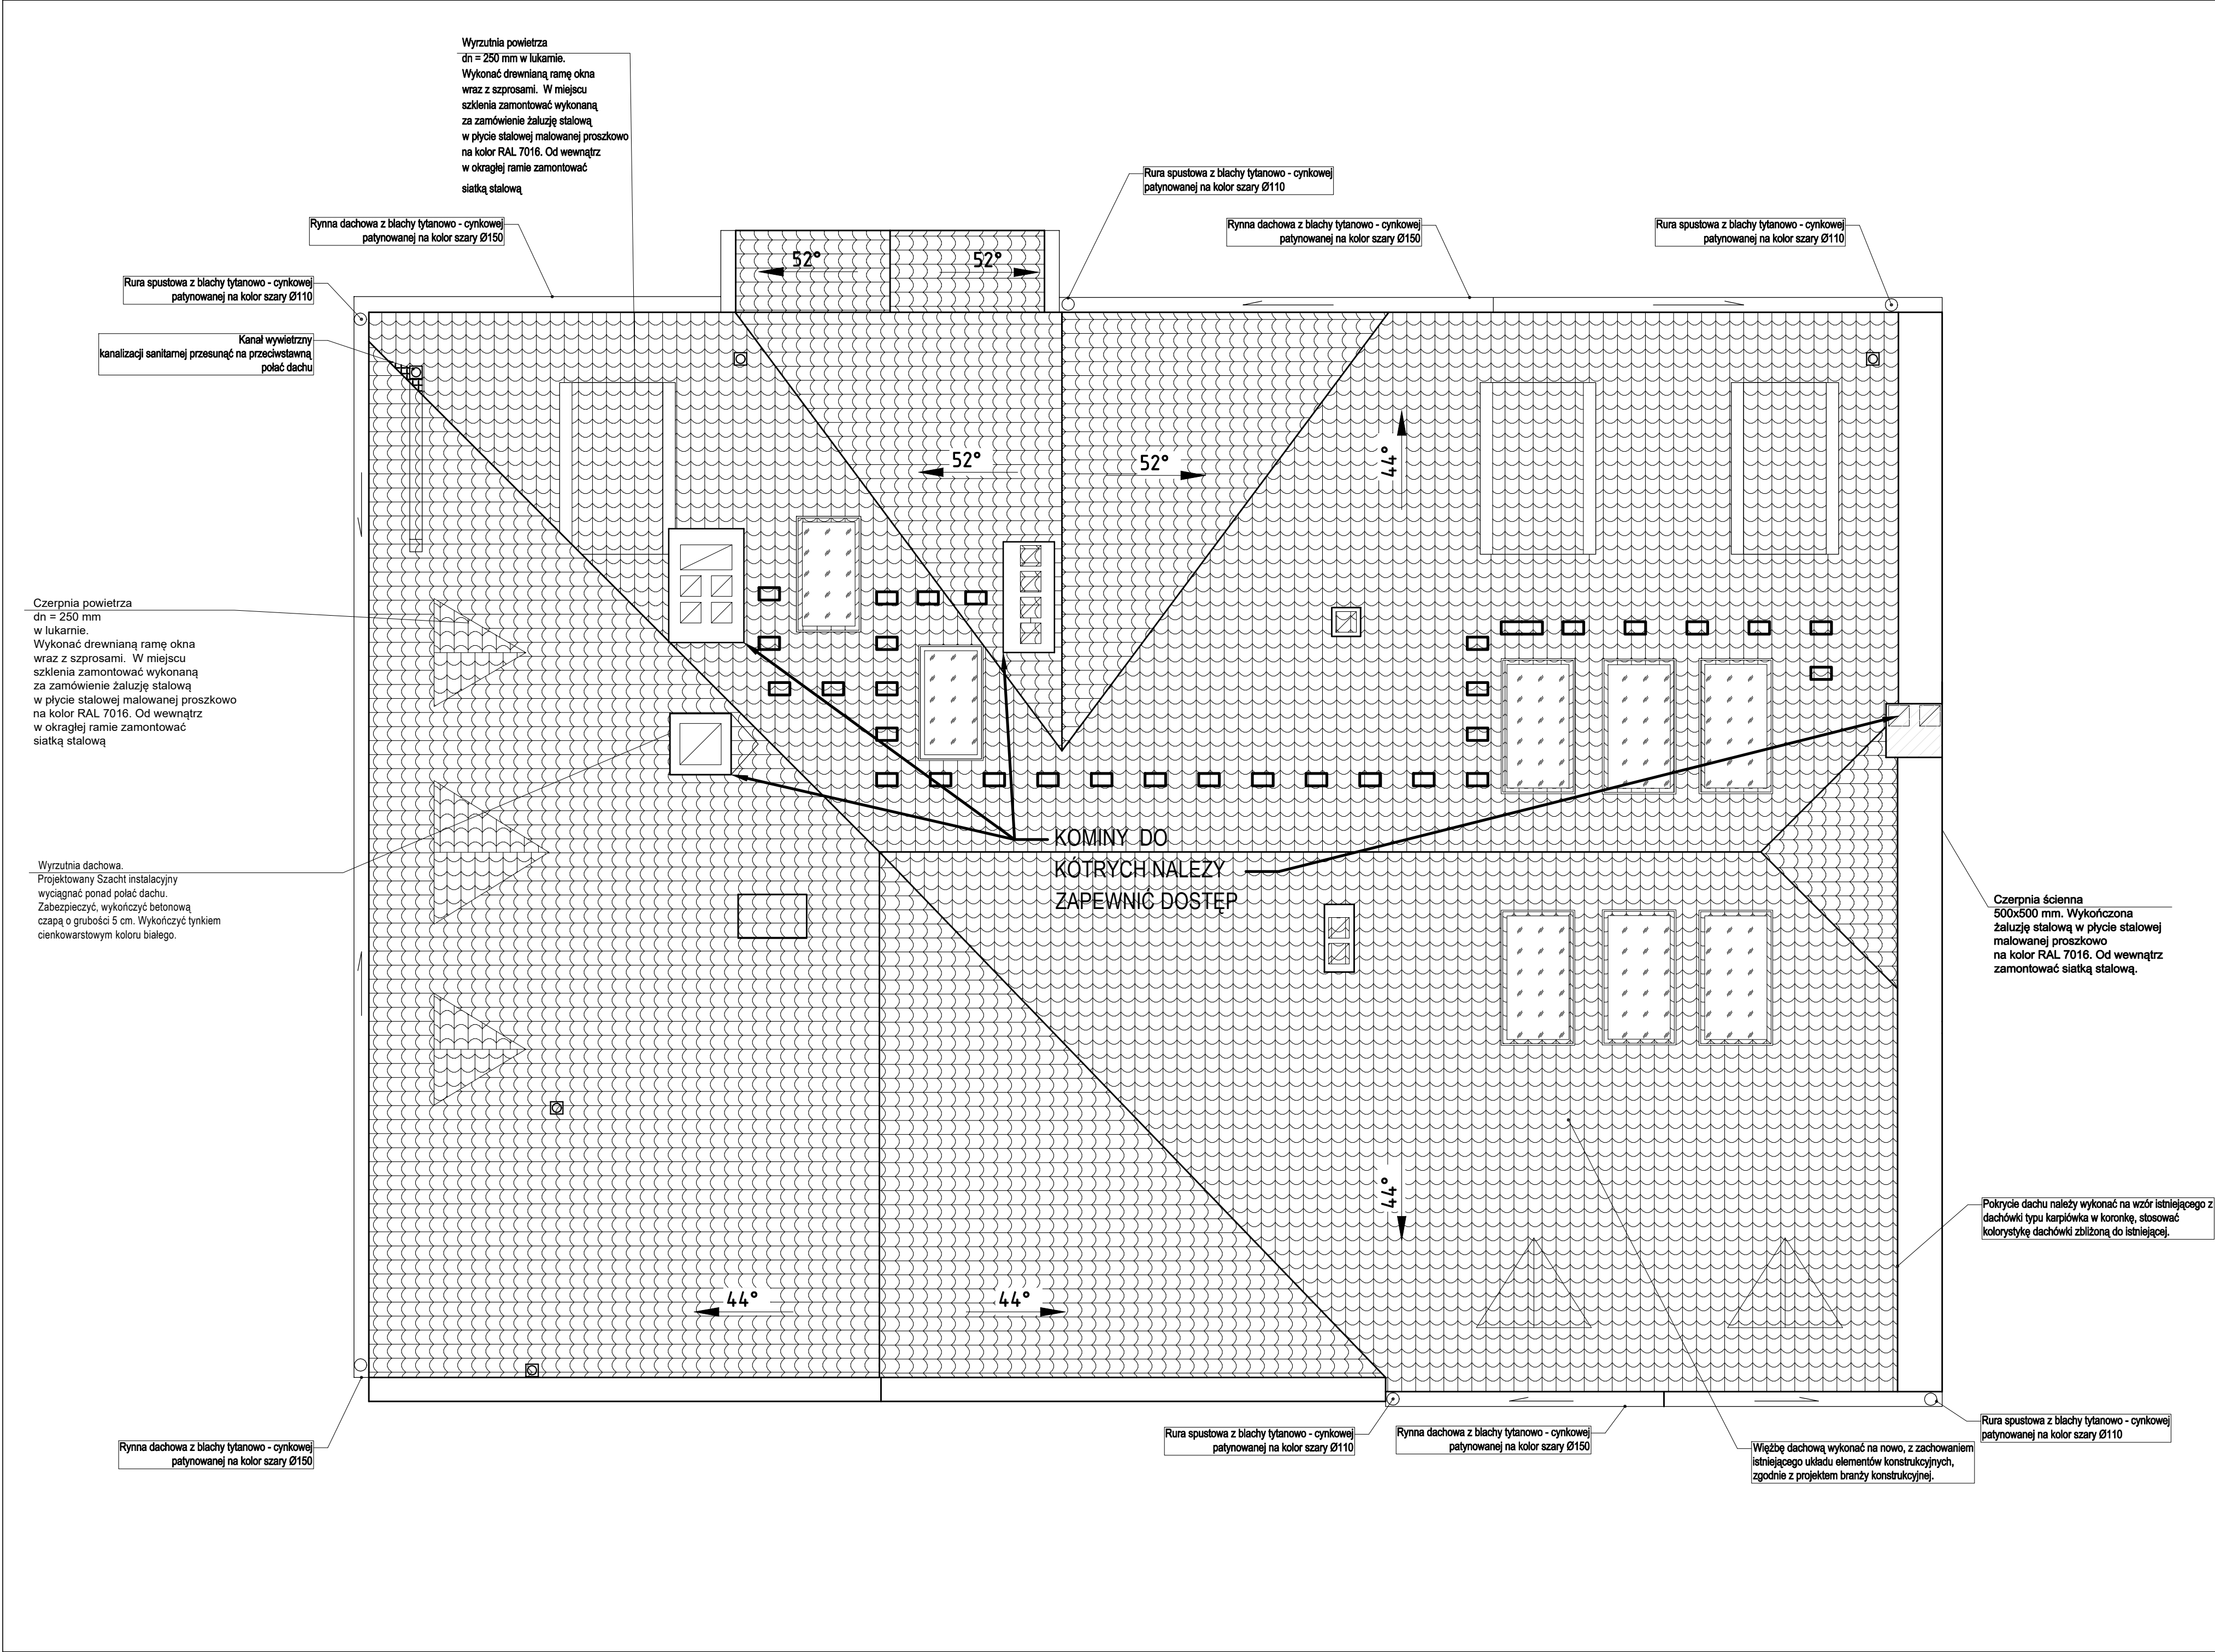 Wyrzutnia powietrza
dn = 250 mm w lukarnie.
Wykonać drewnianą ramę okna
wraz z szprosami. W miejscu
szklenia zamontować wykonaną
za zamówienie żaluzję stalową
w płycie stalowej malowanej proszkowo
na kolor RAL 7016. Od wewnątrz
w okragłej ramie zamontować
siatką stalową
Rura spustowa z blachy tytanowo - cynkowej
patynowanej na kolor szary Ø110
Rynna dachowa z blachy tytanowo - cynkowej
patynowanej na kolor szary Ø150
Rynna dachowa z blachy tytanowo - cynkowej
patynowanej na kolor szary Ø150
Rura spustowa z blachy tytanowo - cynkowej
patynowanej na kolor szary Ø110
Rura spustowa z blachy tytanowo - cynkowej
patynowanej na kolor szary Ø110
Kanał wywietrzny
kanalizacji sanitarnej przesunąć na przeciwstawną
połać dachu
52°
52°
52°
52°
44°
Czerpnia powietrza
dn = 250 mm
w lukarnie.
Wykonać drewnianą ramę okna
wraz z szprosami. W miejscu
szklenia zamontować wykonaną
za zamówienie żaluzję stalową
w płycie stalowej malowanej proszkowo
na kolor RAL 7016. Od wewnątrz
w okragłej ramie zamontować
siatką stalową
KOMINY DO
KÓTRYCH NALEZY
ZAPEWNIĆ DOSTĘP
Wyrzutnia dachowa.
Projektowany Szacht instalacyjny
wyciągnać ponad połać dachu.
Zabezpieczyć, wykończyć betonową
czapą o grubości 5 cm. Wykończyć tynkiem
cienkowarstowym koloru białego.
Czerpnia ścienna
500x500 mm. Wykończona
żaluzję stalową w płycie stalowej
malowanej proszkowo
na kolor RAL 7016. Od wewnątrz
zamontować siatką stalową.
44°
Pokrycie dachu należy wykonać na wzór istniejącego z
dachówki typu karpiówka w koronkę, stosować
kolorystykę dachówki zbliżoną do istniejącej.
44°
44°
Rynna dachowa z blachy tytanowo - cynkowej
patynowanej na kolor szary Ø150
Rura spustowa z blachy tytanowo - cynkowej
patynowanej na kolor szary Ø110
Rynna dachowa z blachy tytanowo - cynkowej
patynowanej na kolor szary Ø150
Rura spustowa z blachy tytanowo - cynkowej
patynowanej na kolor szary Ø110
Więźbę dachową wykonać na nowo, z zachowaniem
istniejącego układu elementów konstrukcyjnych,
zgodnie z projektem branży konstrukcyjnej.